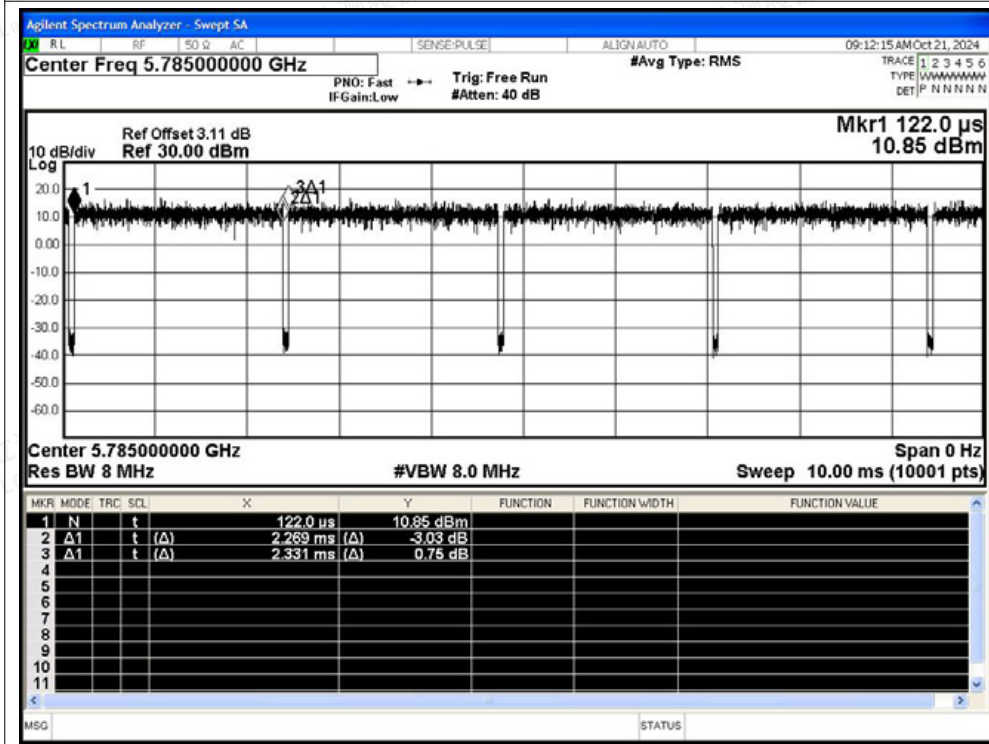 Agilent Spectrum Analyzer - Swept SA
RL RF 50 Ω AC SENSE:PULSE ALIGN AUTO 09:12:15 AM Oct 21, 2024
Center Freq 5.785000000 GHz #Avg Type: RMS TRACE 1 2 3 4 5 6
PNO: Fast Trig: Free Run TYPE WWWWWW
IFGain:Low #Atten: 40 dB DET P N N N N N
Mkr1 122.0 µs
Ref Offset 3.11 dB
10 dB/div Ref 30.00 dBm 10.85 dBm
Log
20.0
1
3Δ1
2Δ1
10.0
0.00
-10.0
-20.0
-30.0
-40.0
-50.0
-60.0
Center 5.785000000 GHz Span 0 Hz
Res BW 8 MHz #VBW 8.0 MHz Sweep 10.00 ms (10001 pts)
MKR MODE TRC SCL X Y FUNCTION FUNCTION WIDTH FUNCTION VALUE
1 N t 122.0 µs 10.85 dBm
2 Δ1 t (Δ) 2.269 ms (Δ) -3.03 dB
3 Δ1 t (Δ) 2.331 ms (Δ) 0.75 dB
4
5
6
7
8
9
10
11
MSG STATUS